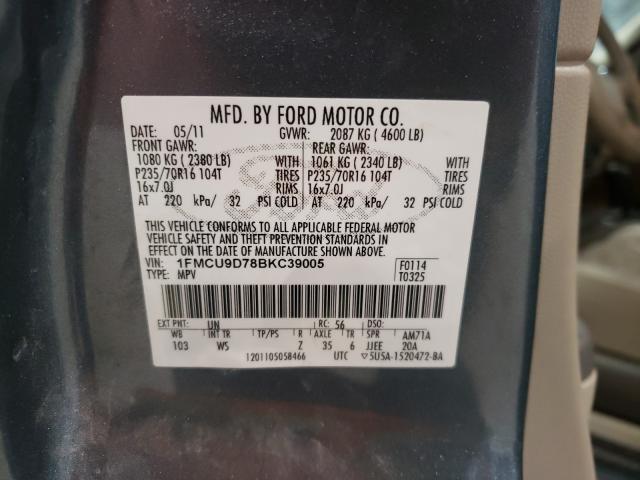 MFD. BY FORD MOTOR CO.
DATE: 05/11 GVWR: 2087 KG ( 4600 LB)
FRONT GAWR: REAR GAWR:
1080 KG ( 2380 LB) WITH 1061 KG ( 2340 LB) WITH
P235/70R16 104T TIRES P235/70R16 104T TIRES
16x7.0J RIMS 16x7.0J RIMS
AT 220 kPa/ 32 PSI COLD AT 220 kPa/ 32 PSI COLD
Ford
THIS VEHICLE CONFORMS TO ALL APPLICABLE FEDERAL MOTOR
VEHICLE SAFETY AND THEFT PREVENTION STANDARDS IN
EFFECT ON THE DATE OF MANUFACTURE SHOWN ABOVE.
VIN: 1FMCU9D78BKC39005 F0114
TYPE: MPV T0325
EXT PNT: UN RC: 56 DSO:
WB INT TR TP/PS R AXLE TR SPR AM71A
103 WS Z 35 6 JJEE 20A
1201105058466 UTC 5U5A-1520472-BA